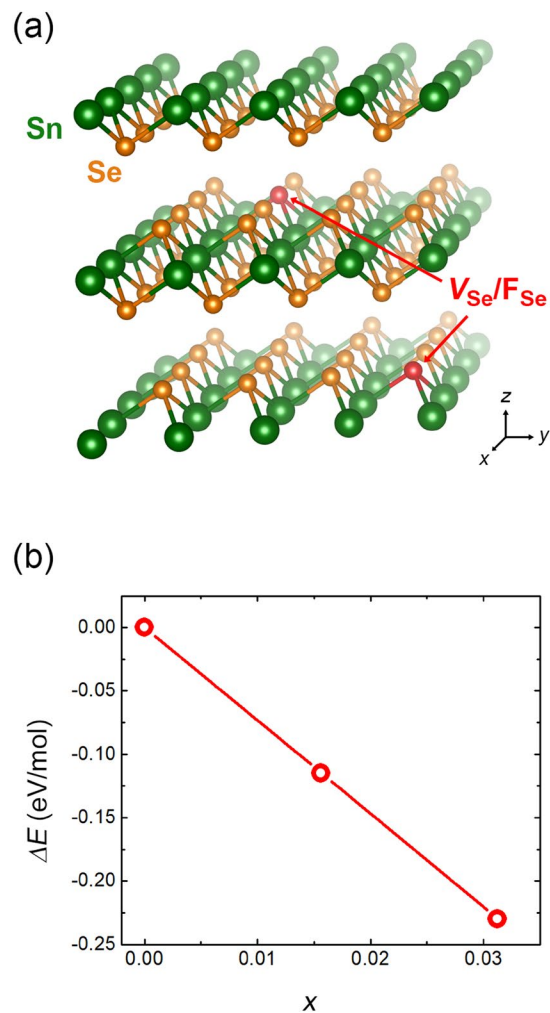 (a)
Sn
Se
VSe/FSe
z
y
x
(b)
0.00
-0.05
-0.10
-0.15
-0.20
-0.25
ΔE (eV/mol)
0.00 0.01 0.02 0.03
x